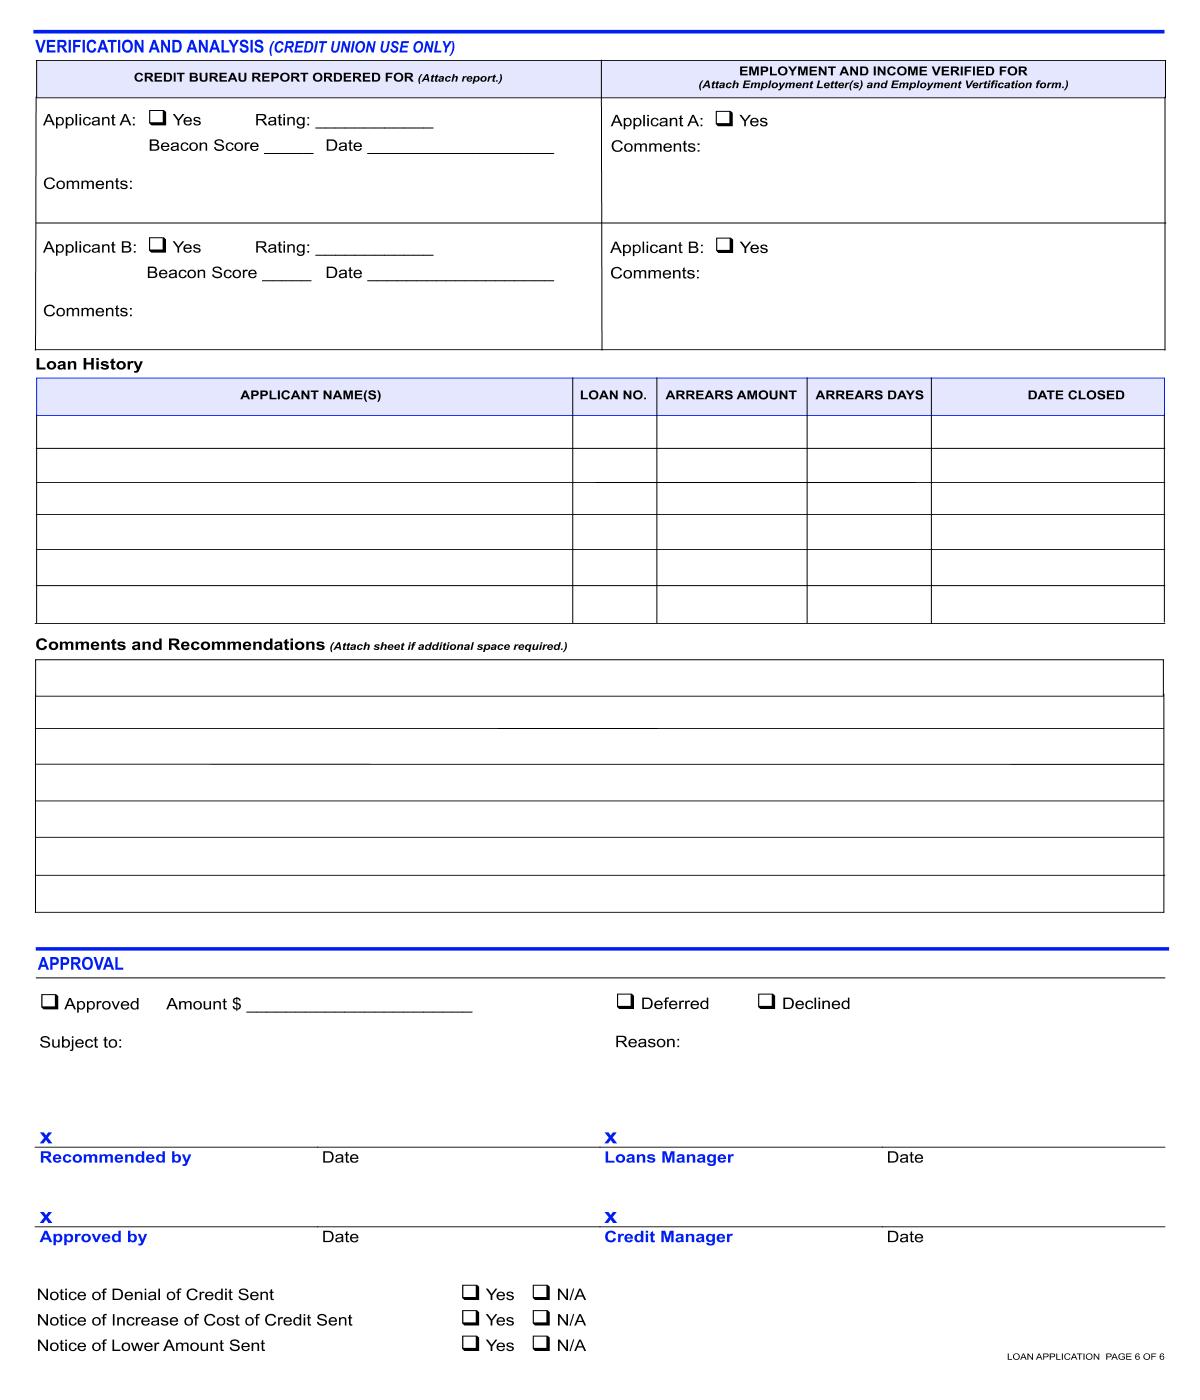 VERIFICATION AND ANALYSIS (CREDIT UNION USE ONLY)
CREDIT BUREAU REPORT ORDERED FOR (Attach report.)
EMPLOYMENT AND INCOME VERIFIED FOR
(Attach Employment Letter(s) and Employment Vertification form.)
Applicant A: ❑ Yes Rating: _____________
Beacon Score _____ Date ___________________
Comments:
Applicant A: ❑ Yes
Comments:
Applicant B: ❑ Yes Rating: _____________
Beacon Score _____ Date ___________________
Comments:
Applicant B: ❑ Yes
Comments:
Loan History
APPLICANT NAME(S) LOAN NO. ARREARS AMOUNT ARREARS DAYS DATE CLOSED
Comments and Recommendations (Attach sheet if additional space required.)
APPROVAL
❑ Approved Amount $ _________________________ ❑ Deferred ❑ Declined
Subject to: Reason:
X X
Recommended by Date Loans Manager Date
X X
Approved by Date Credit Manager Date
Notice of Denial of Credit Sent ❑ Yes ❑ N/A
Notice of Increase of Cost of Credit Sent ❑ Yes ❑ N/A
Notice of Lower Amount Sent ❑ Yes ❑ N/A
LOAN APPLICATION PAGE 6 OF 6